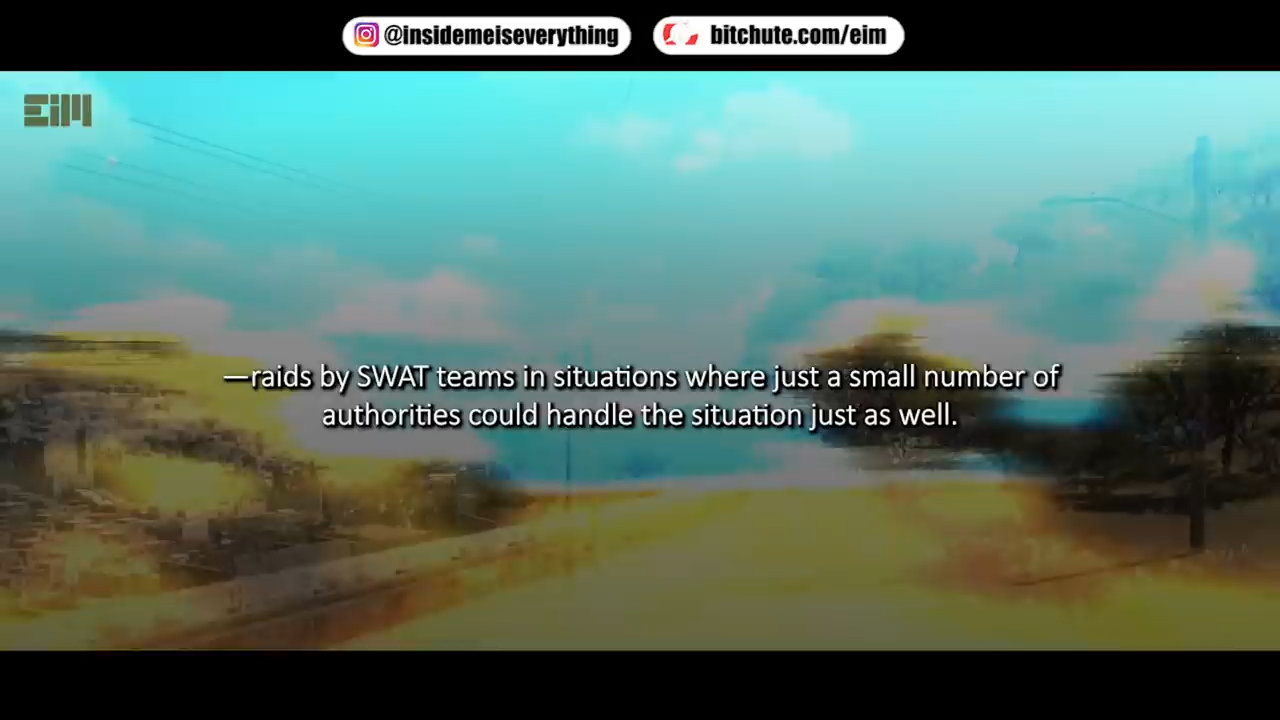 @insidemeiseverything
bitchute.com/eim
EIM
—raids by SWAT teams in situations where just a small number of
authorities could handle the situation just as well.